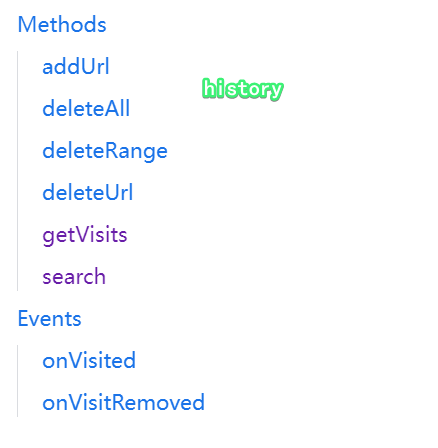 Methods
addUrl
history
deleteAll
deleteRange
deleteUrl
getVisits
search
Events
onVisited
onVisitRemoved